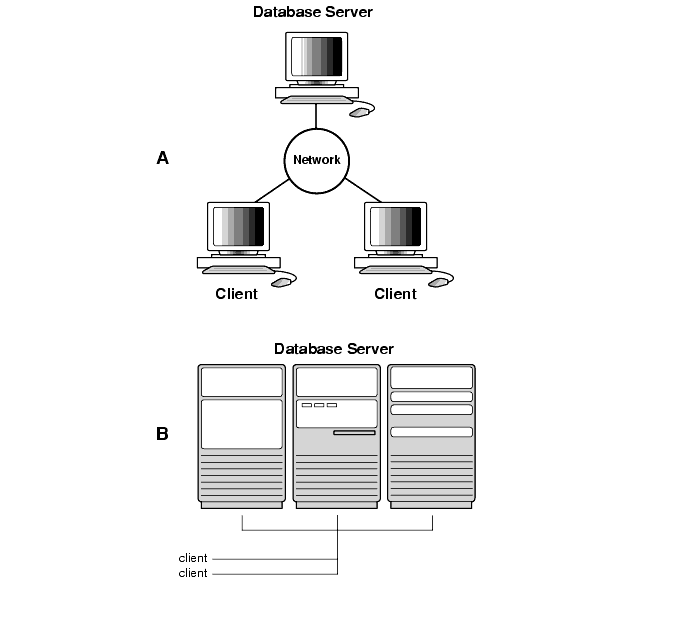 Database Server
A
Network
Client
Client
Database Server
B
client
client